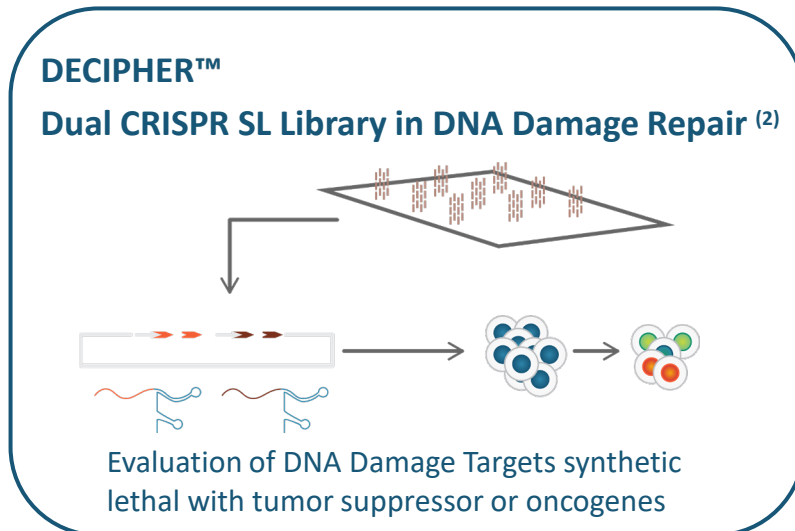 DECIPHER™
Dual CRISPR SL Library in DNA Damage Repair (2)
Evaluation of DNA Damage Targets synthetic
lethal with tumor suppressor or oncogenes